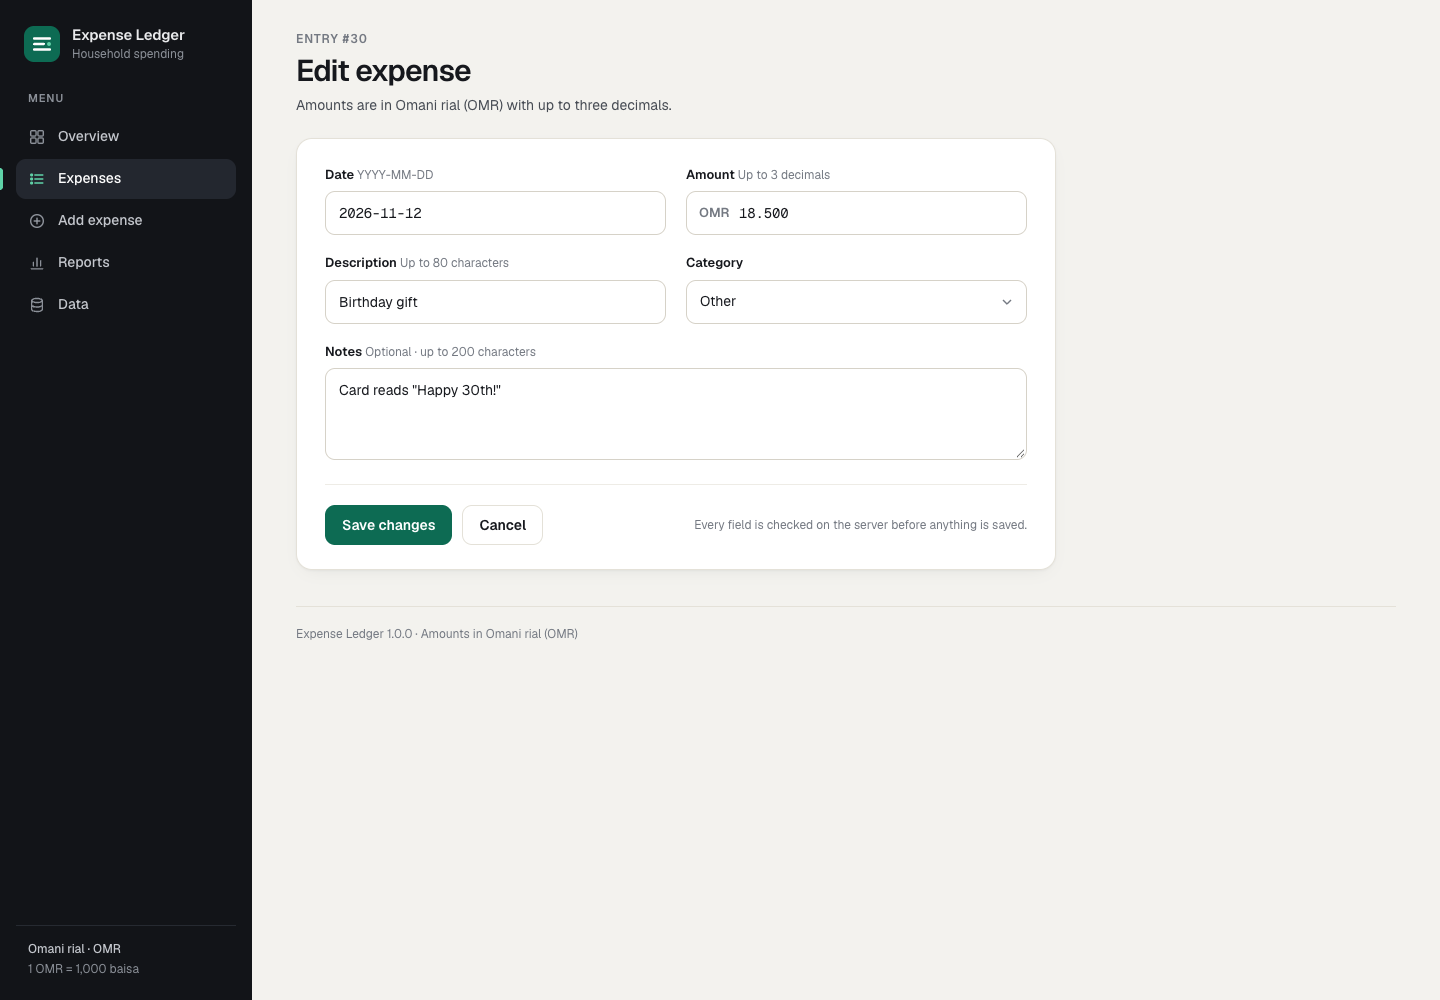 Expense Ledger
Household spending
MENU
Overview
Expenses
Add expense
Reports
Data
Omani rial · OMR
1 OMR = 1,000 baisa
ENTRY #30
Edit expense
Amounts are in Omani rial (OMR) with up to three decimals.
Date YYYY-MM-DD
2026-11-12
Amount Up to 3 decimals
OMR 18.500
Description Up to 80 characters
Birthday gift
Category
Other
Notes Optional · up to 200 characters
Card reads "Happy 30th!"
Save changes
Cancel
Every field is checked on the server before anything is saved.
Expense Ledger 1.0.0 · Amounts in Omani rial (OMR)